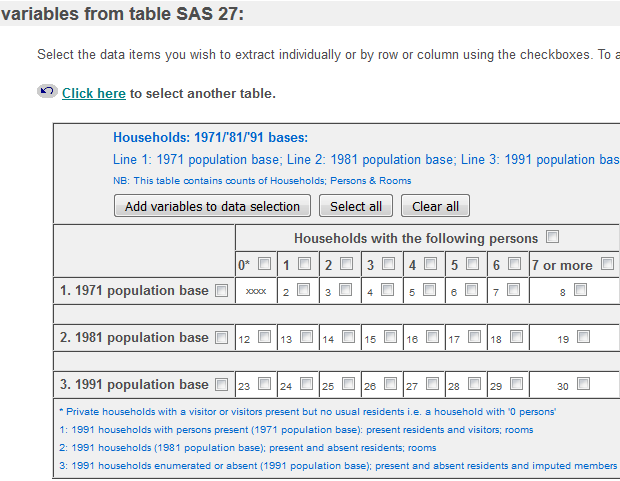 variables from table SAS 27:
Select the data items you wish to extract individually or by row or column using the checkboxes. To a
Click here to select another table.
Households: 1971/'81/'91 bases:
Line 1: 1971 population base; Line 2: 1981 population base; Line 3: 1991 population bas
NB: This table contains counts of Households; Persons & Rooms
Add variables to data selection Select all Clear all
Households with the following persons
0* 1 2 3 4 5 6 7 or more
1. 1971 population base xxxx 2 3 4 5 6 7 8
2. 1981 population base 12 13 14 15 16 17 18 19
3. 1991 population base 23 24 25 26 27 28 29 30
* Private households with a visitor or visitors present but no usual residents i.e. a household with '0 persons'
1: 1991 households with persons present (1971 population base): present residents and visitors; rooms
2: 1991 households (1981 population base); present and absent residents; rooms
3: 1991 households enumerated or absent (1991 population base); present and absent residents and imputed members